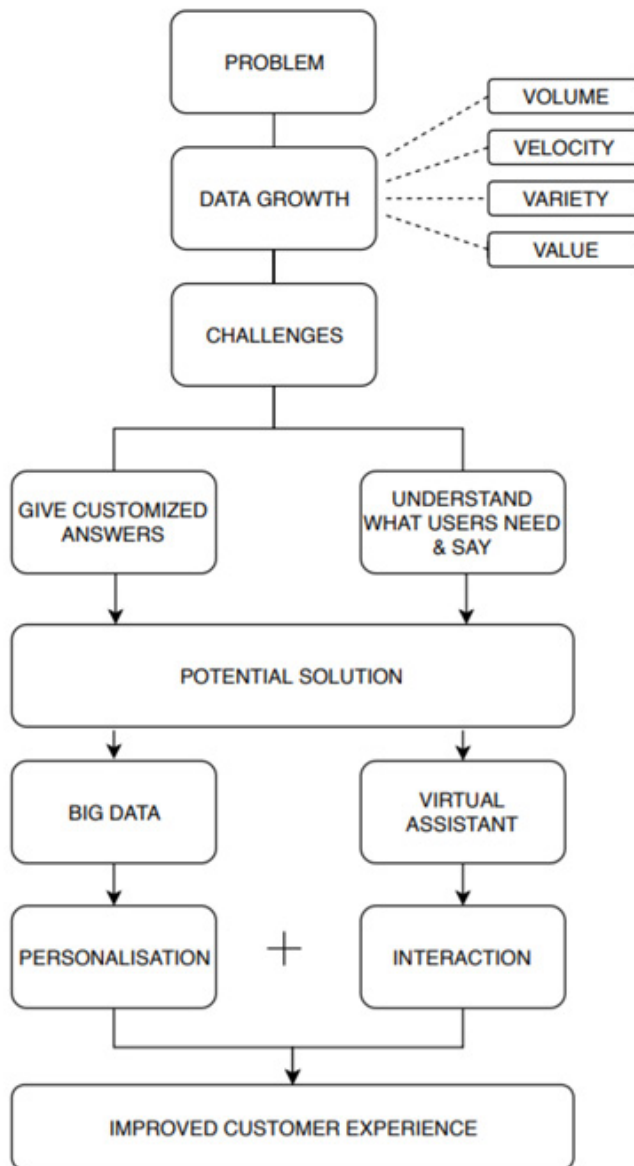 PROBLEM
VOLUME
VELOCITY
DATA GROWTH
VARIETY
VALUE
CHALLENGES
GIVE CUSTOMIZED
ANSWERS
UNDERSTAND
WHAT USERS NEED
& SAY
POTENTIAL SOLUTION
BIG DATA
VIRTUAL
ASSISTANT
PERSONALISATION
+
INTERACTION
IMPROVED CUSTOMER EXPERIENCE